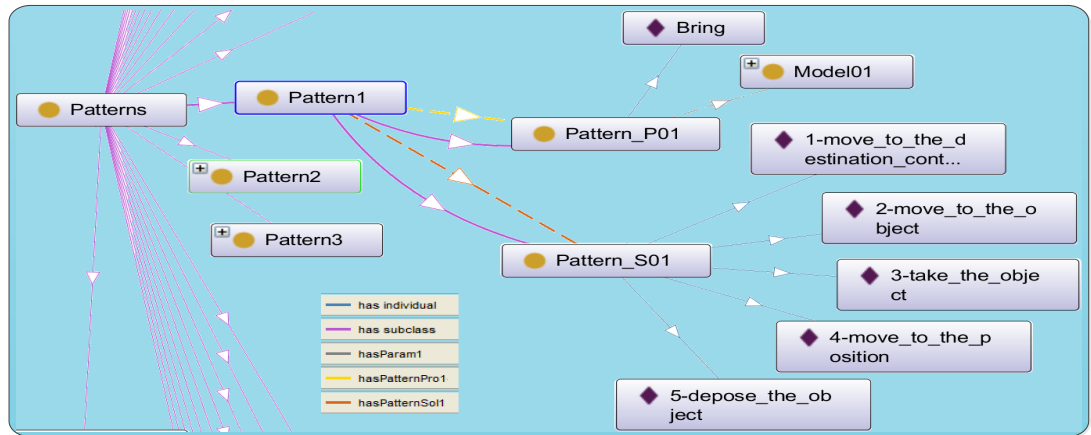 Bring
Model01
Patterns
Pattern1
Pattern_P01
1-move_to_the_d
estination_cont...
Pattern2
2-move_to_the_o
bject
Pattern3
Pattern_S01
3-take_the_obje
ct
has individual
has subclass
hasParam1
hasPatternPro1
hasPatternSol1
4-move_to_the_p
osition
5-depose_the_ob
ject